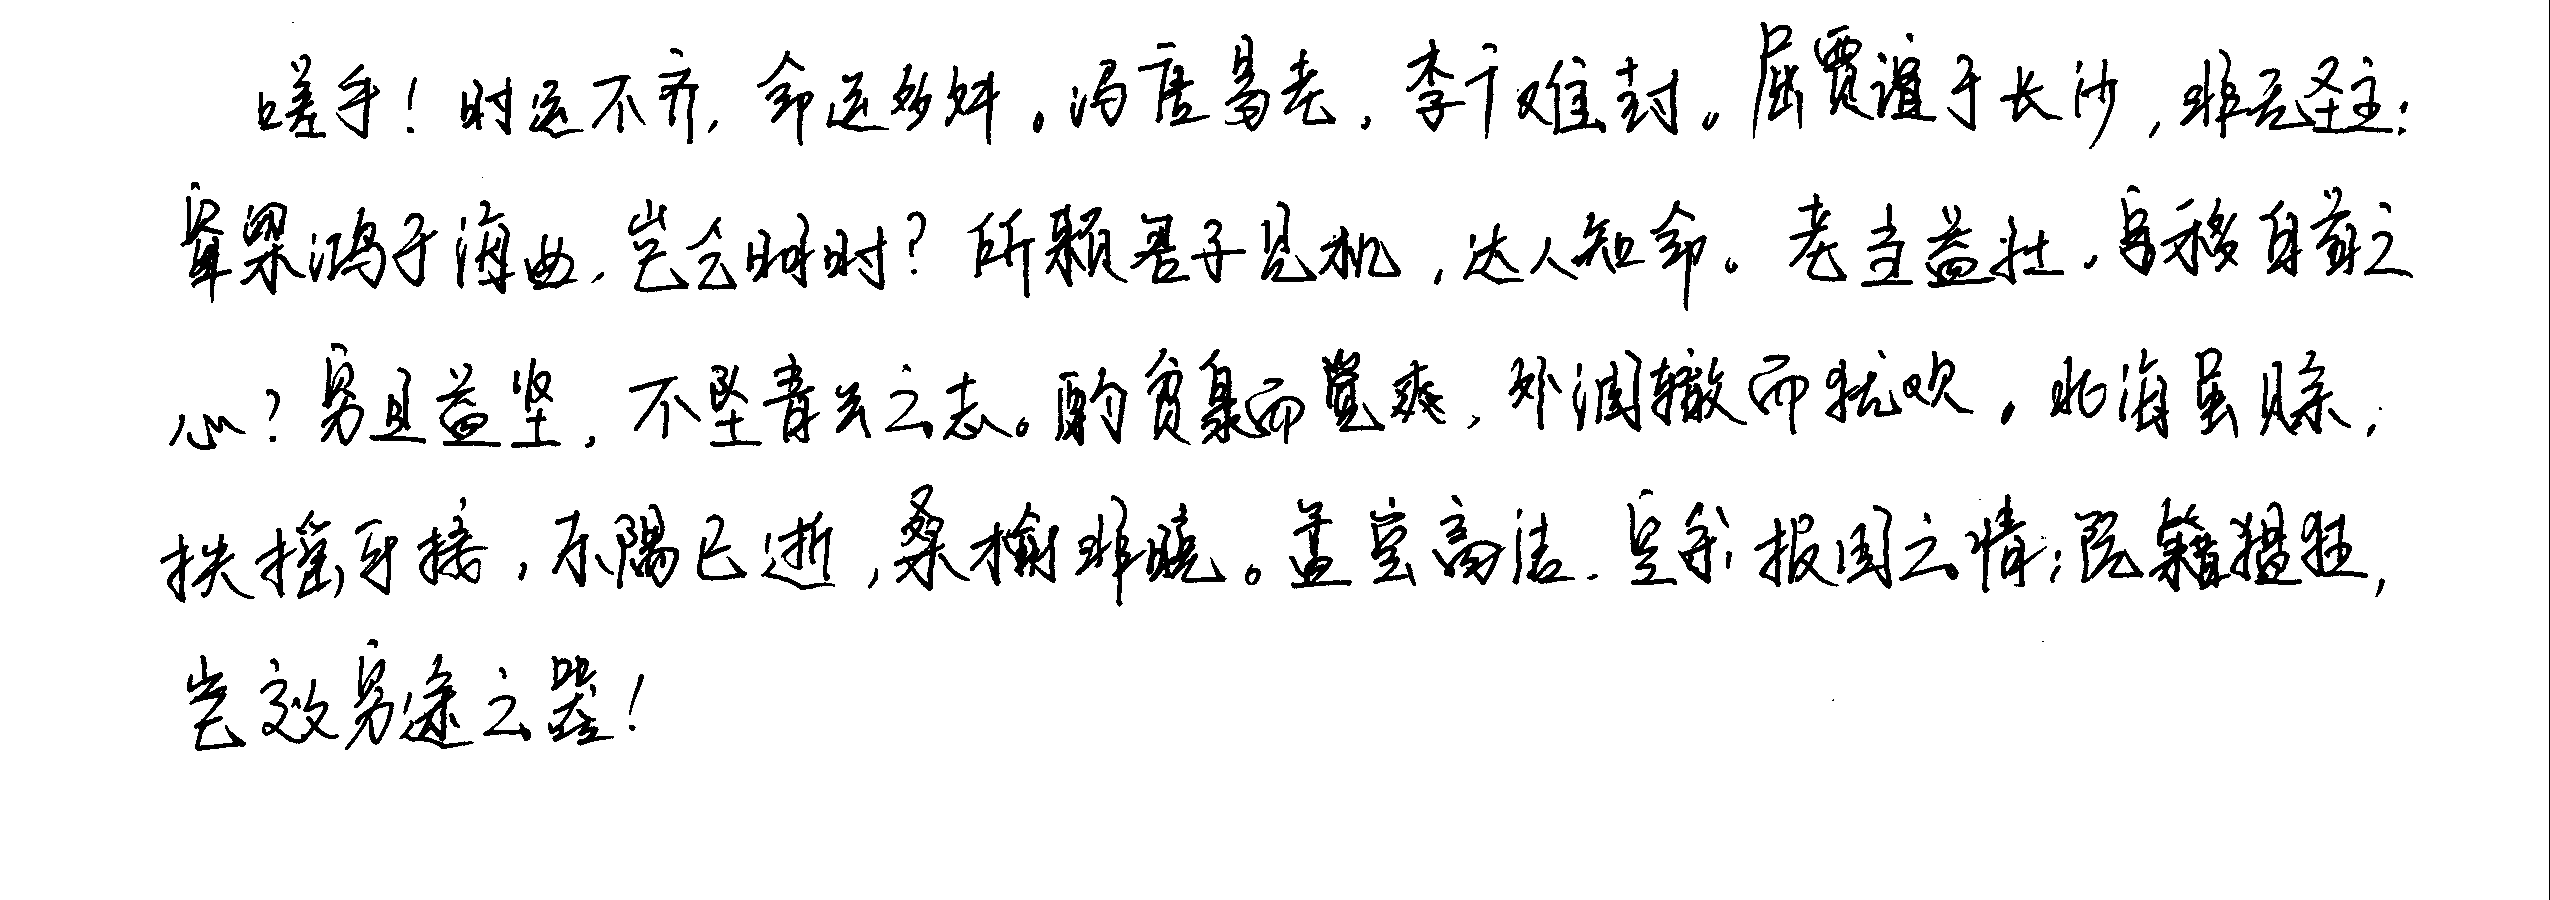 嗟乎！时运不齐，命运多舛。冯唐易老，李广难封。屈贾谊于长沙，非无圣主；
窜梁鸿于海曲，岂乏明时？所赖君子见机，达人知命。老当益壮，宁移白首之
心？穷且益坚，不坠青云之志。酌贪泉而觉爽，处涸辙而犹欢。北海虽赊，
扶摇可接，东隅已逝，桑榆非晚。孟尝高洁，空余报国之情；阮籍猖狂，
岂效穷途之哭！